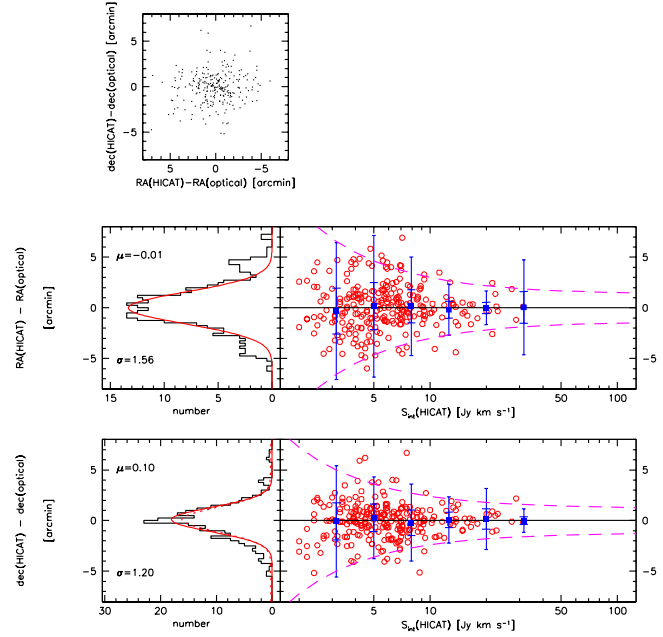 dec(HICAT)−dec(optical) [arcmin]
5
0
−5
5 0 −5
RA(HICAT)−RA(optical) [arcmin]
RA(HICAT) − RA(optical)
[arcmin]
μ=−0.01
σ=1.56
5
0
−5
5
0
−5
15 10 5 0
number
5 10 50 100
S_int(HICAT) [Jy km s⁻¹]
dec(HICAT) − dec(optical)
[arcmin]
μ=0.10
σ=1.20
5
0
−5
5
0
−5
30 20 10 0
number
5 10 50 100
S_int(HICAT) [Jy km s⁻¹]